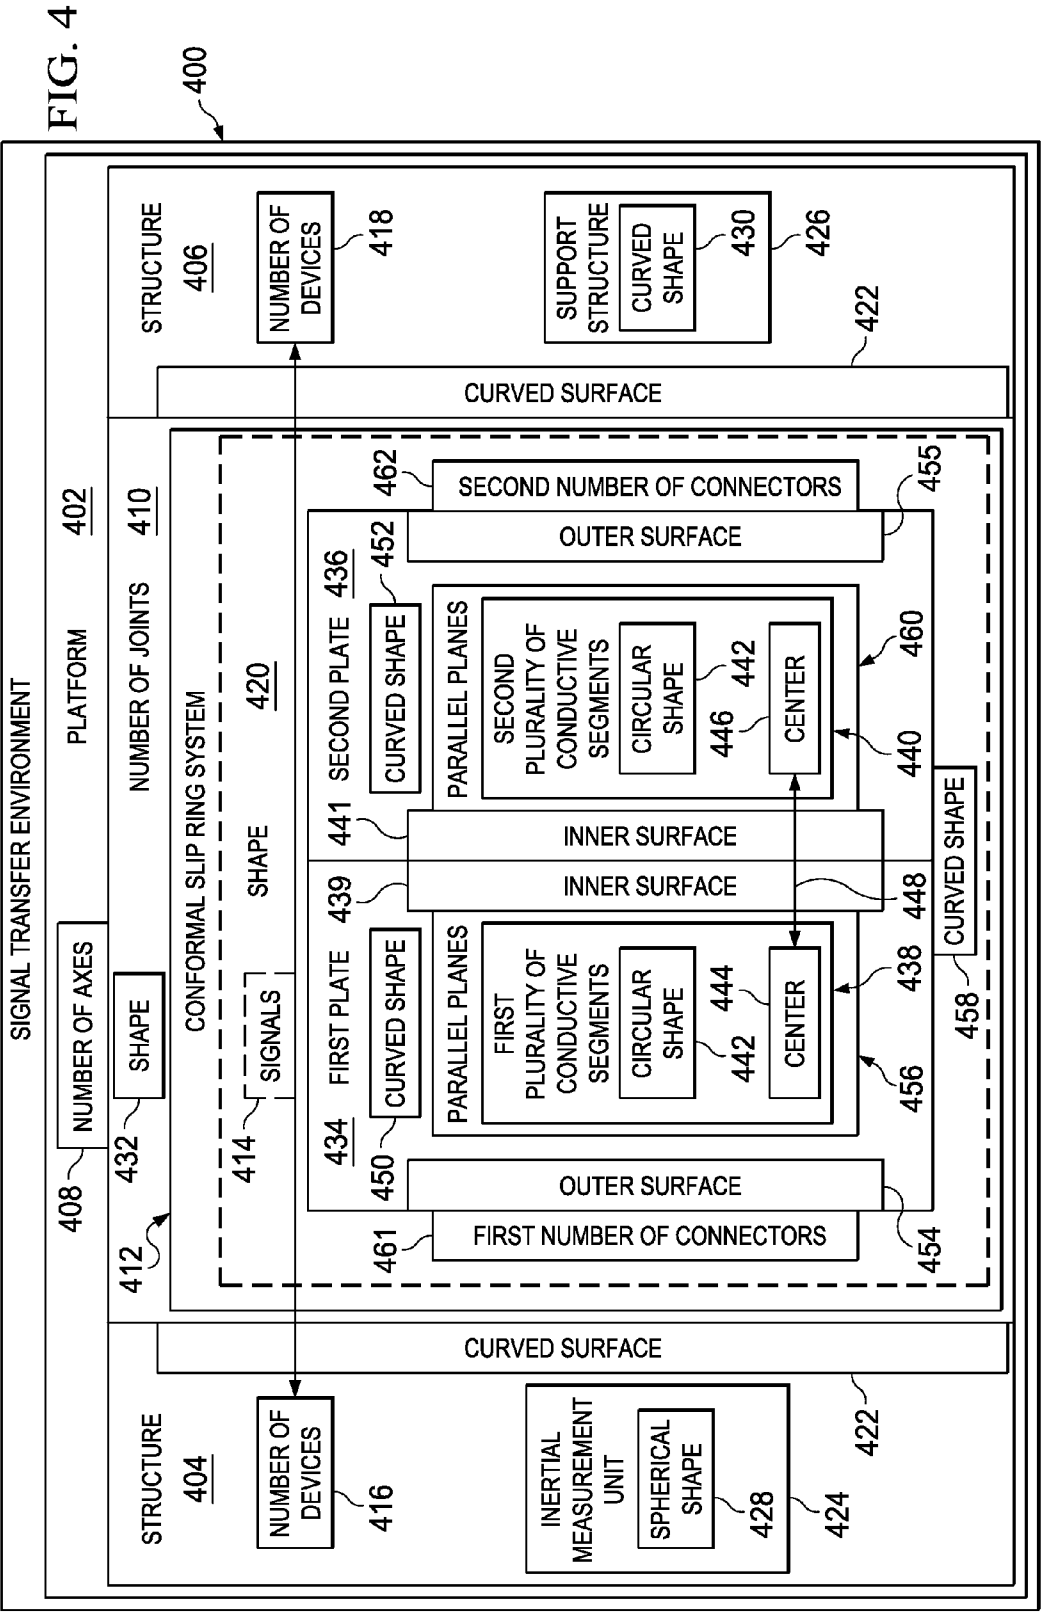 FIG. 4
400
SIGNAL TRANSFER ENVIRONMENT
PLATFORM
402
NUMBER OF AXES
408
NUMBER OF JOINTS
410
SHAPE
432
412
CONFORMAL SLIP RING SYSTEM
SHAPE
420
SIGNALS
414
STRUCTURE
404
NUMBER OF
DEVICES
416
INERTIAL
MEASUREMENT
UNIT
SPHERICAL
SHAPE
428
424
CURVED SURFACE
422
STRUCTURE
406
NUMBER OF
DEVICES
418
SUPPORT
STRUCTURE
CURVED
SHAPE
430
426
CURVED SURFACE
422
FIRST PLATE
434
CURVED SHAPE
450
PARALLEL PLANES
FIRST
PLURALITY OF
CONDUCTIVE
SEGMENTS
CIRCULAR
SHAPE
442
444
CENTER
438
456
OUTER SURFACE
454
FIRST NUMBER OF CONNECTORS
461
INNER SURFACE
439
INNER SURFACE
441
448
SECOND PLATE
436
CURVED SHAPE
452
PARALLEL PLANES
SECOND
PLURALITY OF
CONDUCTIVE
SEGMENTS
CIRCULAR
SHAPE
442
446
CENTER
440
460
OUTER SURFACE
455
SECOND NUMBER OF CONNECTORS
462
CURVED SHAPE
458